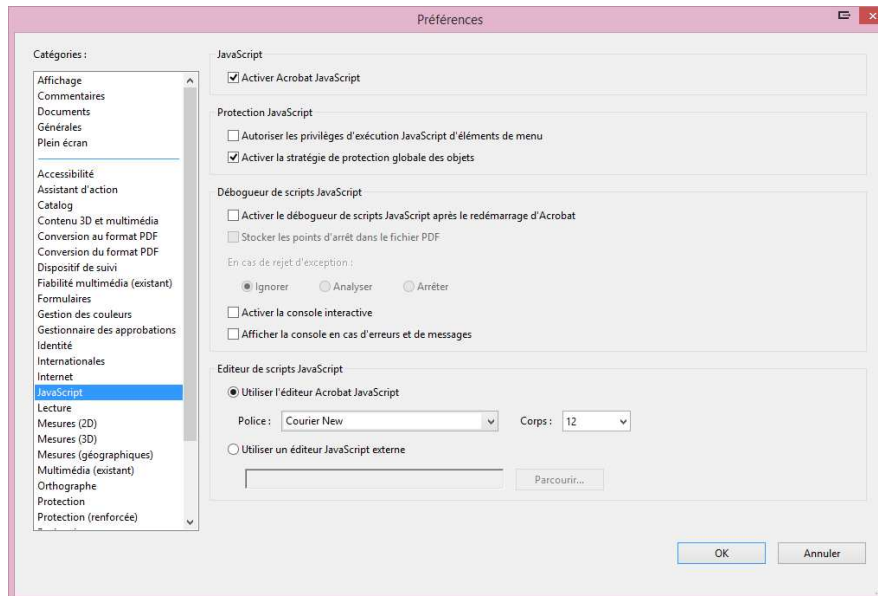 Préférences
Catégories :
Affichage
Commentaires
Documents
Générales
Plein écran
Accessibilité
Assistant d'action
Catalog
Contenu 3D et multimédia
Conversion au format PDF
Conversion du format PDF
Dispositif de suivi
Fiabilité multimédia (existant)
Formulaires
Gestion des couleurs
Gestionnaire des approbations
Identité
Internationales
Internet
JavaScript
Lecture
Mesures (2D)
Mesures (3D)
Mesures (géographiques)
Multimédia (existant)
Orthographe
Protection
Protection (renforcée)
JavaScript
Activer Acrobat JavaScript
Protection JavaScript
Autoriser les privilèges d'exécution JavaScript d'éléments de menu
Activer la stratégie de protection globale des objets
Débogueur de scripts JavaScript
Activer le débogueur de scripts JavaScript après le redémarrage d'Acrobat
Stocker les points d'arrêt dans le fichier PDF
En cas de rejet d'exception :
Ignorer Analyser Arrêter
Activer la console interactive
Afficher la console en cas d'erreurs et de messages
Editeur de scripts JavaScript
Utiliser l'éditeur Acrobat JavaScript
Police : Courier New Corps : 12
Utiliser un éditeur JavaScript externe
Parcourir...
OK Annuler